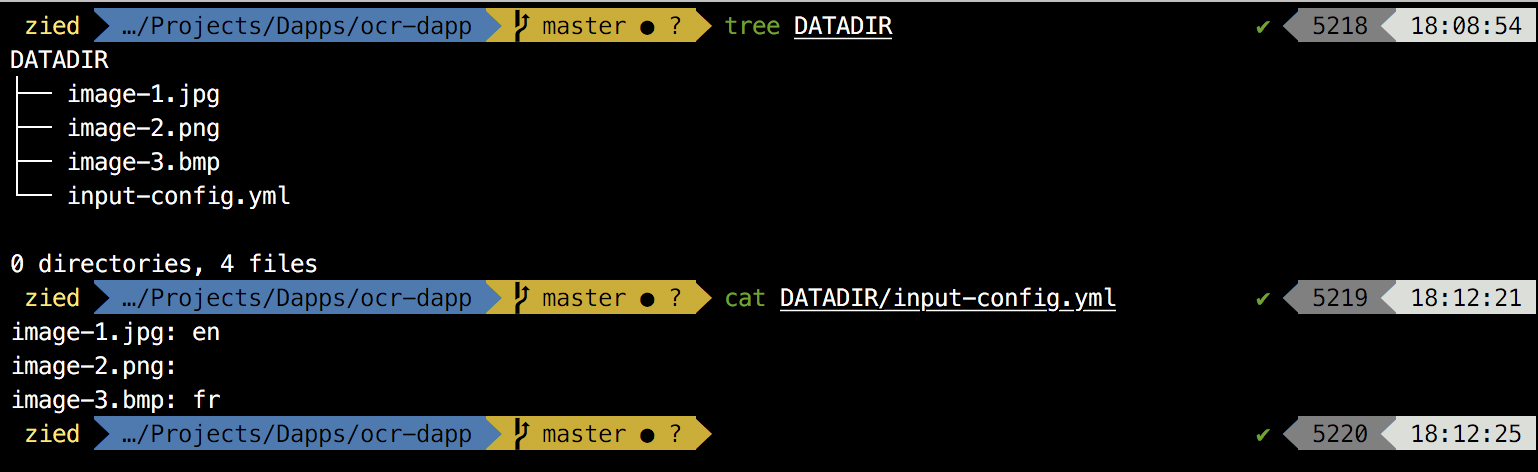 zied …/Projects/Dapps/ocr-dapp master ● ? tree DATADIR ✔ 5218 18:08:54
DATADIR
├── image-1.jpg
├── image-2.png
├── image-3.bmp
└── input-config.yml
0 directories, 4 files
zied …/Projects/Dapps/ocr-dapp master ● ? cat DATADIR/input-config.yml ✔ 5219 18:12:21
image-1.jpg: en
image-2.png:
image-3.bmp: fr
zied …/Projects/Dapps/ocr-dapp master ● ? ✔ 5220 18:12:25